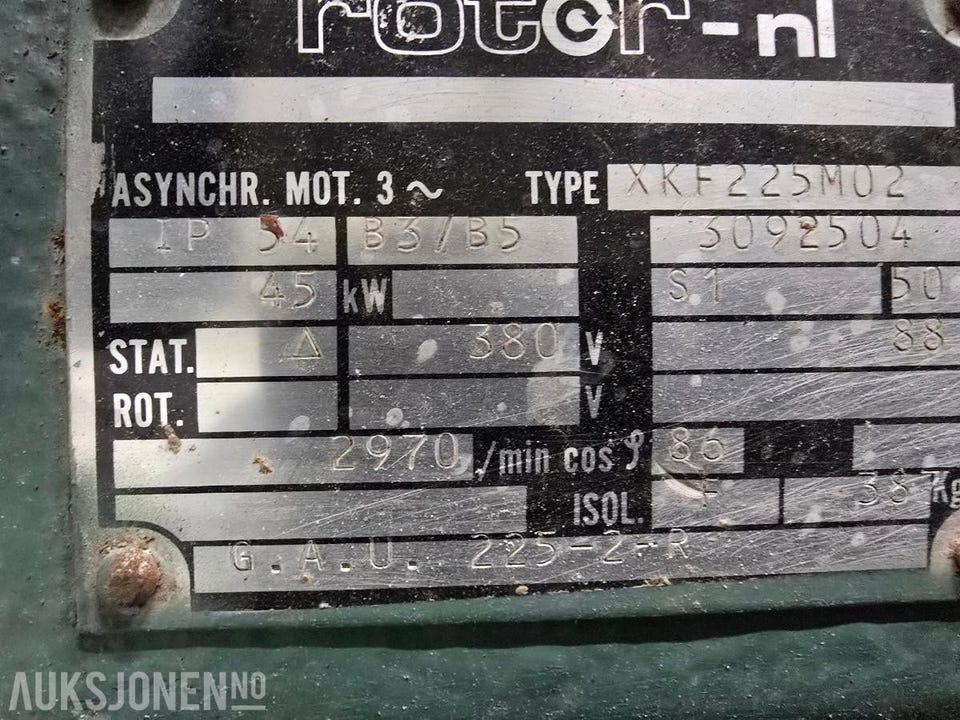 rotor-nl
ASYNCHR. MOT. 3 ~ TYPE XKF225M02
IP 54 B3/B5 3092504
45 kW S1 50
STAT. Δ 380 V 88
ROT. V
2970 /min cos φ 86
ISOL. F 387 Kg
G.A.U. 225-2-R
AUKSJONEN.NO